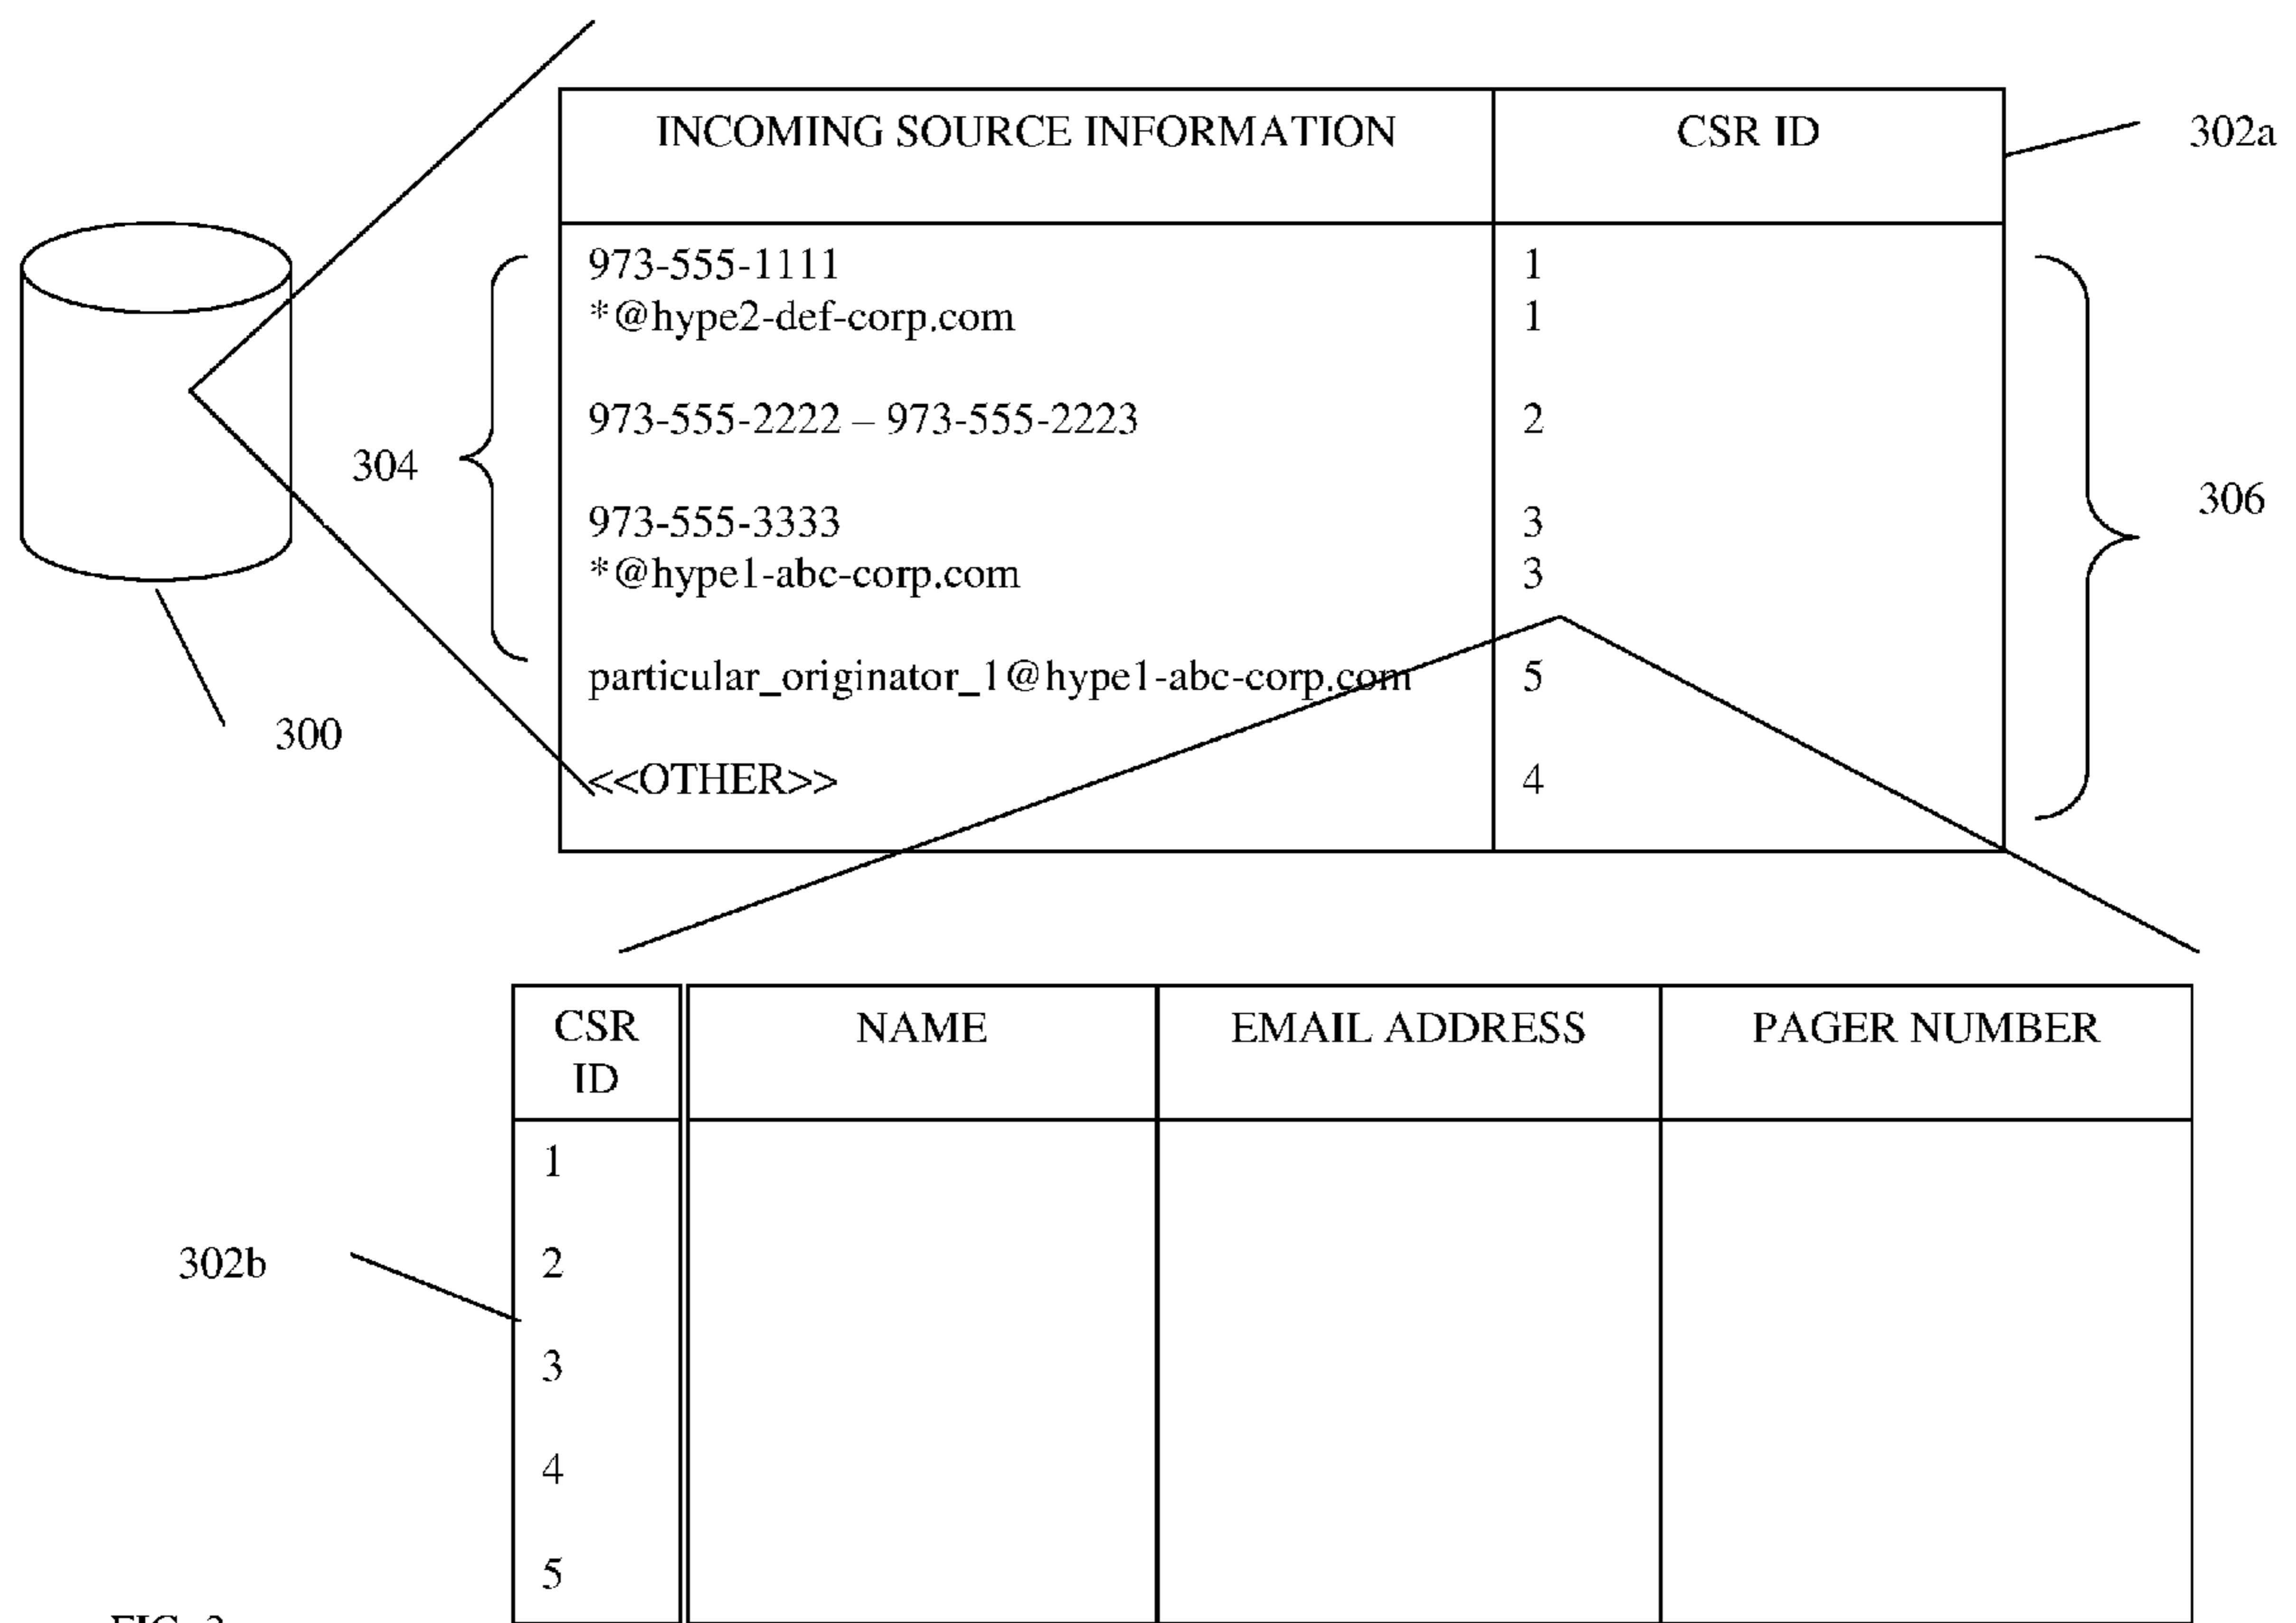 INCOMING SOURCE INFORMATION CSR ID
302a
973-555-1111 1
*@hype2-def-corp.com 1
973-555-2222 – 973-555-2223 2
304
306
973-555-3333 3
*@hype1-abc-corp.com 3
particular_originator_1@hype1-abc-corp.com 5
300
<<OTHER>> 4
CSR ID NAME EMAIL ADDRESS PAGER NUMBER
1
302b
2
3
4
5